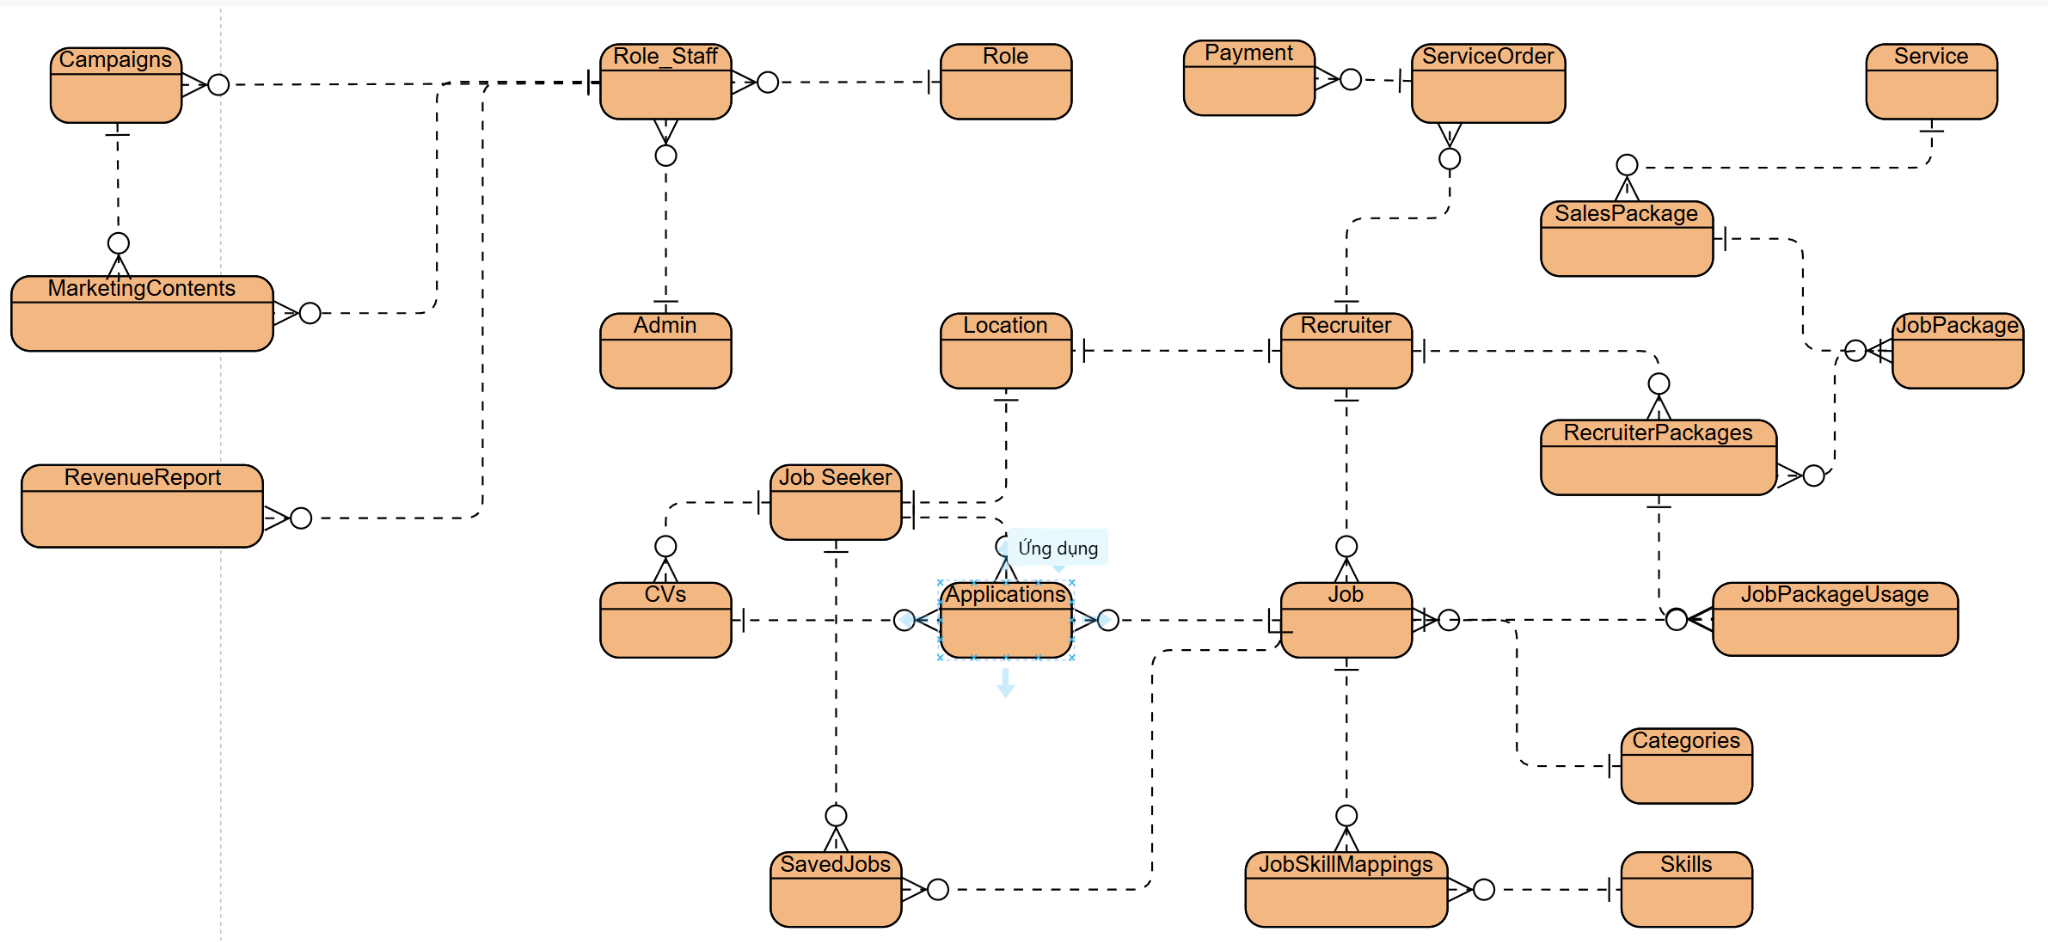 Campaigns
Role_Staff
Role
Payment
ServiceOrder
Service
SalesPackage
MarketingContents
Admin
Location
Recruiter
JobPackage
RecruiterPackages
RevenueReport
Job Seeker
Ứng dụng
CVs
Applications
Job
JobPackageUsage
Categories
SavedJobs
JobSkillMappings
Skills